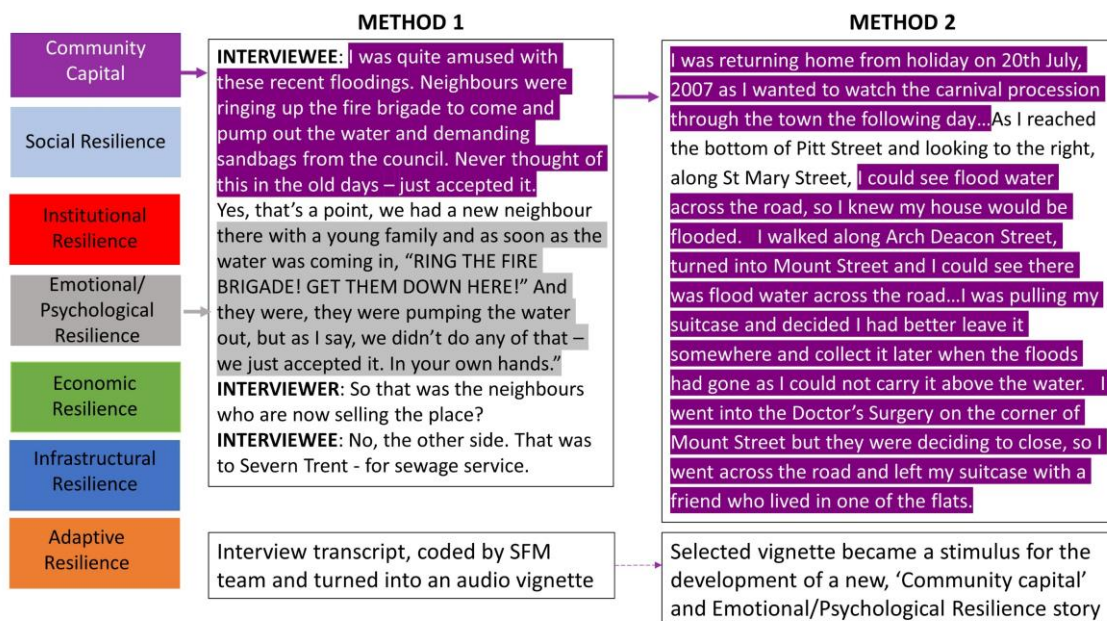 METHOD 1
METHOD 2
Community
Capital
Social Resilience
Institutional
Resilience
Emotional/
Psychological
Resilience
Economic
Resilience
Infrastructural
Resilience
Adaptive
Resilience
INTERVIEWEE: I was quite amused with
these recent floodings. Neighbours were
ringing up the fire brigade to come and
pump out the water and demanding
sandbags from the council. Never thought of
this in the old days – just accepted it.
Yes, that’s a point, we had a new neighbour
there with a young family and as soon as the
water was coming in, “RING THE FIRE
BRIGADE! GET THEM DOWN HERE!” And
they were, they were pumping the water
out, but as I say, we didn’t do any of that –
we just accepted it. In your own hands.”
INTERVIEWER: So that was the neighbours
who are now selling the place?
INTERVIEWEE: No, the other side. That was
to Severn Trent - for sewage service.
I was returning home from holiday on 20th July,
2007 as I wanted to watch the carnival procession
through the town the following day…As I reached
the bottom of Pitt Street and looking to the right,
along St Mary Street, I could see flood water
across the road, so I knew my house would be
flooded. I walked along Arch Deacon Street,
turned into Mount Street and I could see there
was flood water across the road…I was pulling my
suitcase and decided I had better leave it
somewhere and collect it later when the floods
had gone as I could not carry it above the water. I
went into the Doctor’s Surgery on the corner of
Mount Street but they were deciding to close, so I
went across the road and left my suitcase with a
friend who lived in one of the flats.
Interview transcript, coded by SFM
team and turned into an audio vignette
Selected vignette became a stimulus for the
development of a new, ‘Community capital’
and Emotional/Psychological Resilience story